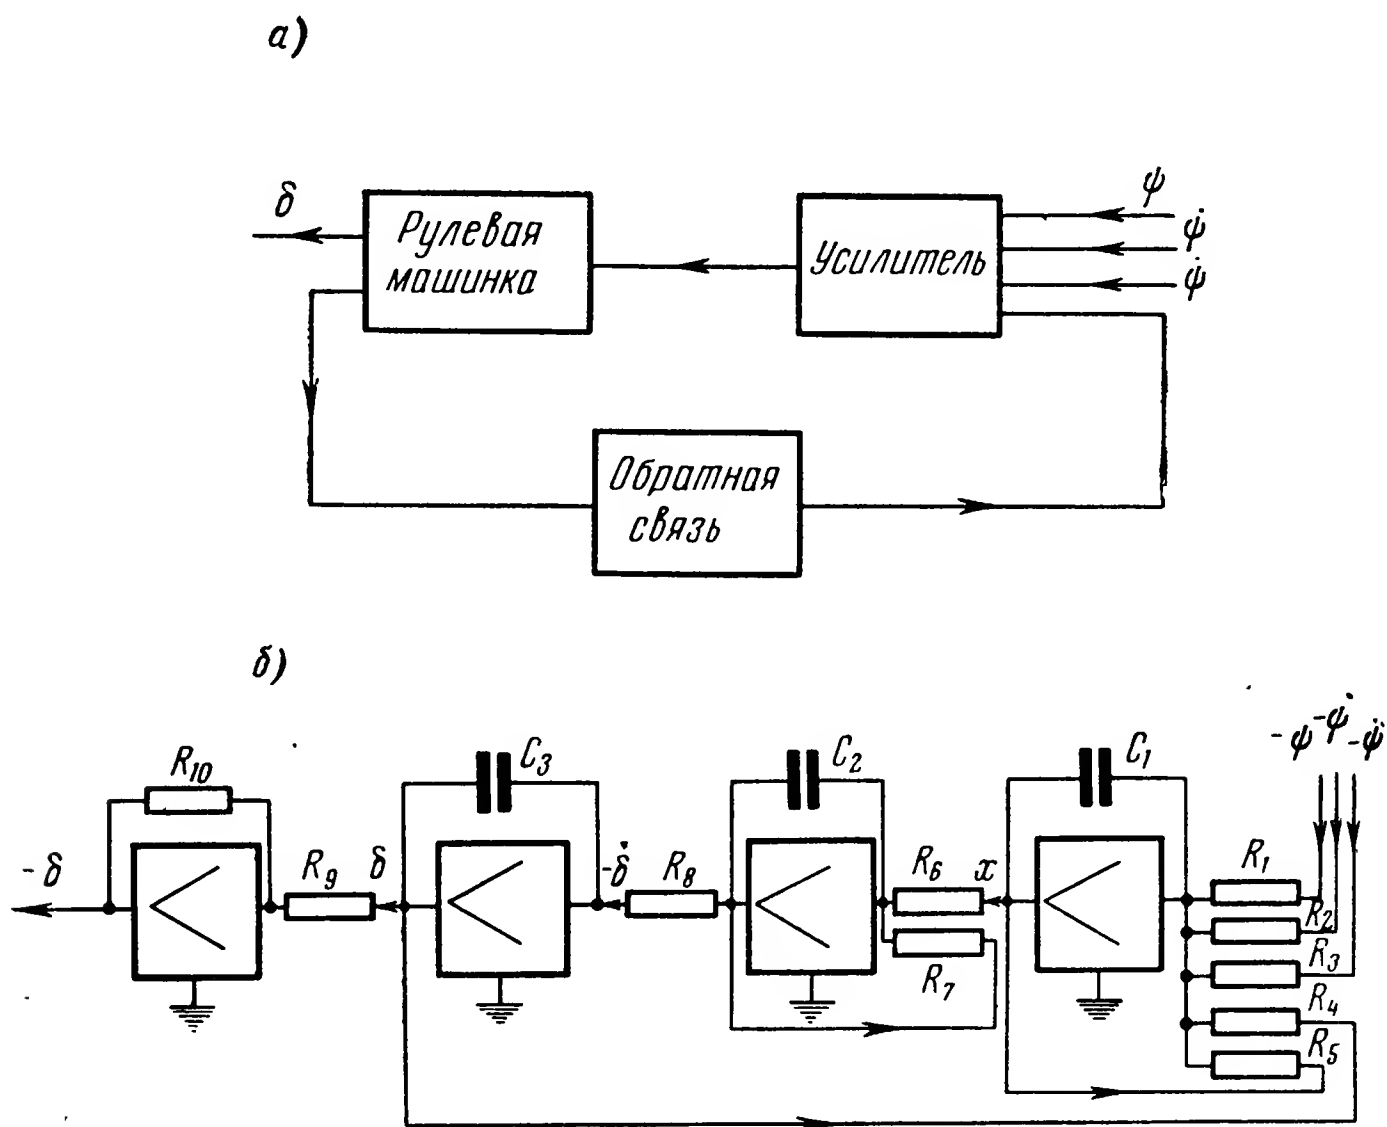 а)
δ
Рулевая
машинка
Усилитель
ψ
ψ̇
ψ̇
Обратная
связь
б)
-ψ -ψ̇ -ψ̈
R10 C3 C2 C1
-δ R9 δ -δ̇ R8 R6 x R1
R2
R7 R3
R4
R5